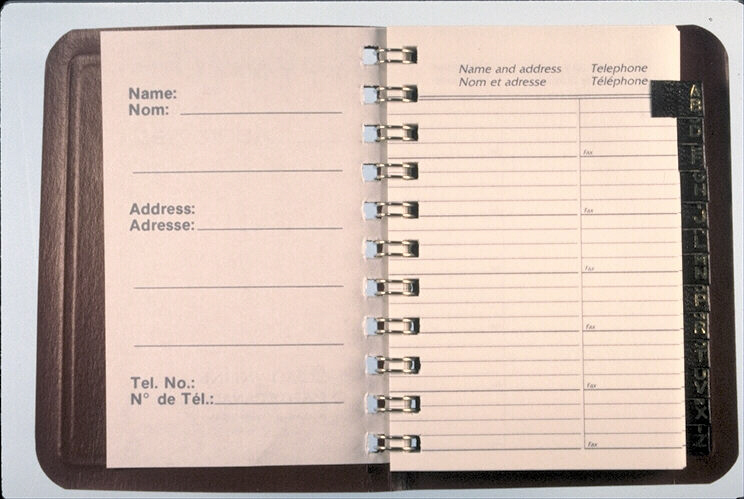 Name:
Nom:
Address:
Adresse:
Tel. No.:
N° de Tél.:
Name and address Telephone
Nom et adresse Téléphone
Fax
Fax
Fax
Fax
Fax
Fax
A
B
D
F
H
J
L
N
P
R
T
V
X
Z